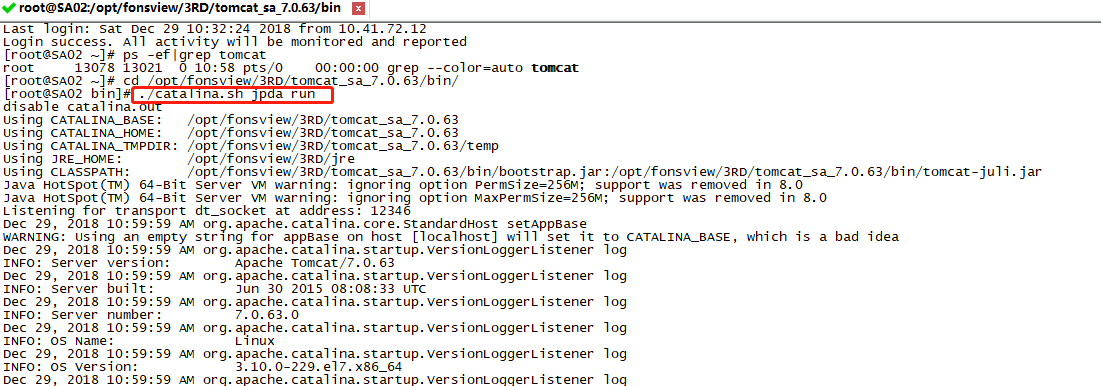 root@SA02:/opt/fonsview/3RD/tomcat_sa_7.0.63/bin x
Last login: Sat Dec 29 10:32:24 2018 from 10.41.72.12
Login success. All activity will be monitored and reported
[root@SA02 ~]# ps -ef|grep tomcat
root     13078 13021  0 10:58 pts/0    00:00:00 grep --color=auto tomcat
[root@SA02 ~]# cd /opt/fonsview/3RD/tomcat_sa_7.0.63/bin/
[root@SA02 bin]# ./catalina.sh jpda run
disable catalina.out
Using CATALINA_BASE:   /opt/fonsview/3RD/tomcat_sa_7.0.63
Using CATALINA_HOME:   /opt/fonsview/3RD/tomcat_sa_7.0.63
Using CATALINA_TMPDIR: /opt/fonsview/3RD/tomcat_sa_7.0.63/temp
Using JRE_HOME:        /opt/fonsview/3RD/jre
Using CLASSPATH:       /opt/fonsview/3RD/tomcat_sa_7.0.63/bin/bootstrap.jar:/opt/fonsview/3RD/tomcat_sa_7.0.63/bin/tomcat-juli.jar
Java HotSpot(TM) 64-Bit Server VM warning: ignoring option PermSize=256M; support was removed in 8.0
Java HotSpot(TM) 64-Bit Server VM warning: ignoring option MaxPermSize=256M; support was removed in 8.0
Listening for transport dt_socket at address: 12346
Dec 29, 2018 10:59:59 AM org.apache.catalina.core.StandardHost setAppBase
WARNING: Using an empty string for appBase on host [localhost] will set it to CATALINA_BASE, which is a bad idea
Dec 29, 2018 10:59:59 AM org.apache.catalina.startup.VersionLoggerListener log
INFO: Server version:        Apache Tomcat/7.0.63
Dec 29, 2018 10:59:59 AM org.apache.catalina.startup.VersionLoggerListener log
INFO: Server built:          Jun 30 2015 08:08:33 UTC
Dec 29, 2018 10:59:59 AM org.apache.catalina.startup.VersionLoggerListener log
INFO: Server number:         7.0.63.0
Dec 29, 2018 10:59:59 AM org.apache.catalina.startup.VersionLoggerListener log
INFO: OS Name:               Linux
Dec 29, 2018 10:59:59 AM org.apache.catalina.startup.VersionLoggerListener log
INFO: OS Version:            3.10.0-229.el7.x86_64
Dec 29, 2018 10:59:59 AM org.apache.catalina.startup.VersionLoggerListener log